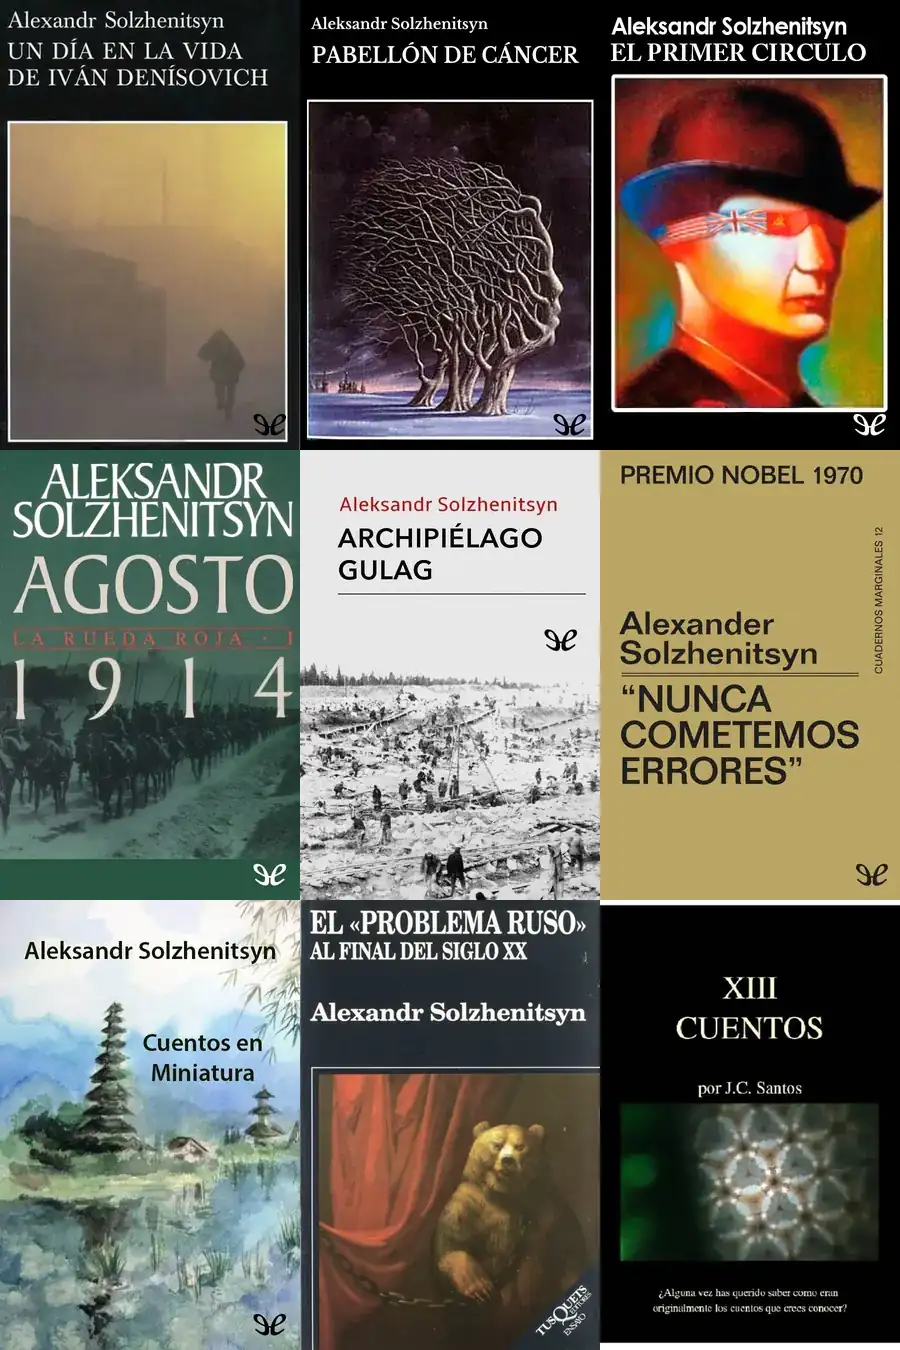 Alexandr Solzhenitsyn
UN DÍA EN LA VIDA
DE IVÁN DENÍSOVICH
Aleksandr Solzhenitsyn
PABELLÓN DE CÁNCER
Aleksandr Solzhenitsyn
EL PRIMER CIRCULO
ALEKSANDR
SOLZHENITSYN
AGOSTO
LA RUEDA ROJA · I
1914
Aleksandr Solzhenitsyn
ARCHIPIÉLAGO
GULAG
PREMIO NOBEL 1970
CUADERNOS MARGINALES 12
Alexander
Solzhenitsyn
“NUNCA
COMETEMOS
ERRORES”
Aleksandr Solzhenitsyn
Cuentos en
Miniatura
EL «PROBLEMA RUSO»
AL FINAL DEL SIGLO XX
Alexandr Solzhenitsyn
TUSQUETS
EDITORES
ENSAYO
XIII
CUENTOS
por J.C. Santos
¿Alguna vez has querido saber como eran
originalmente los cuentos que crees conocer?